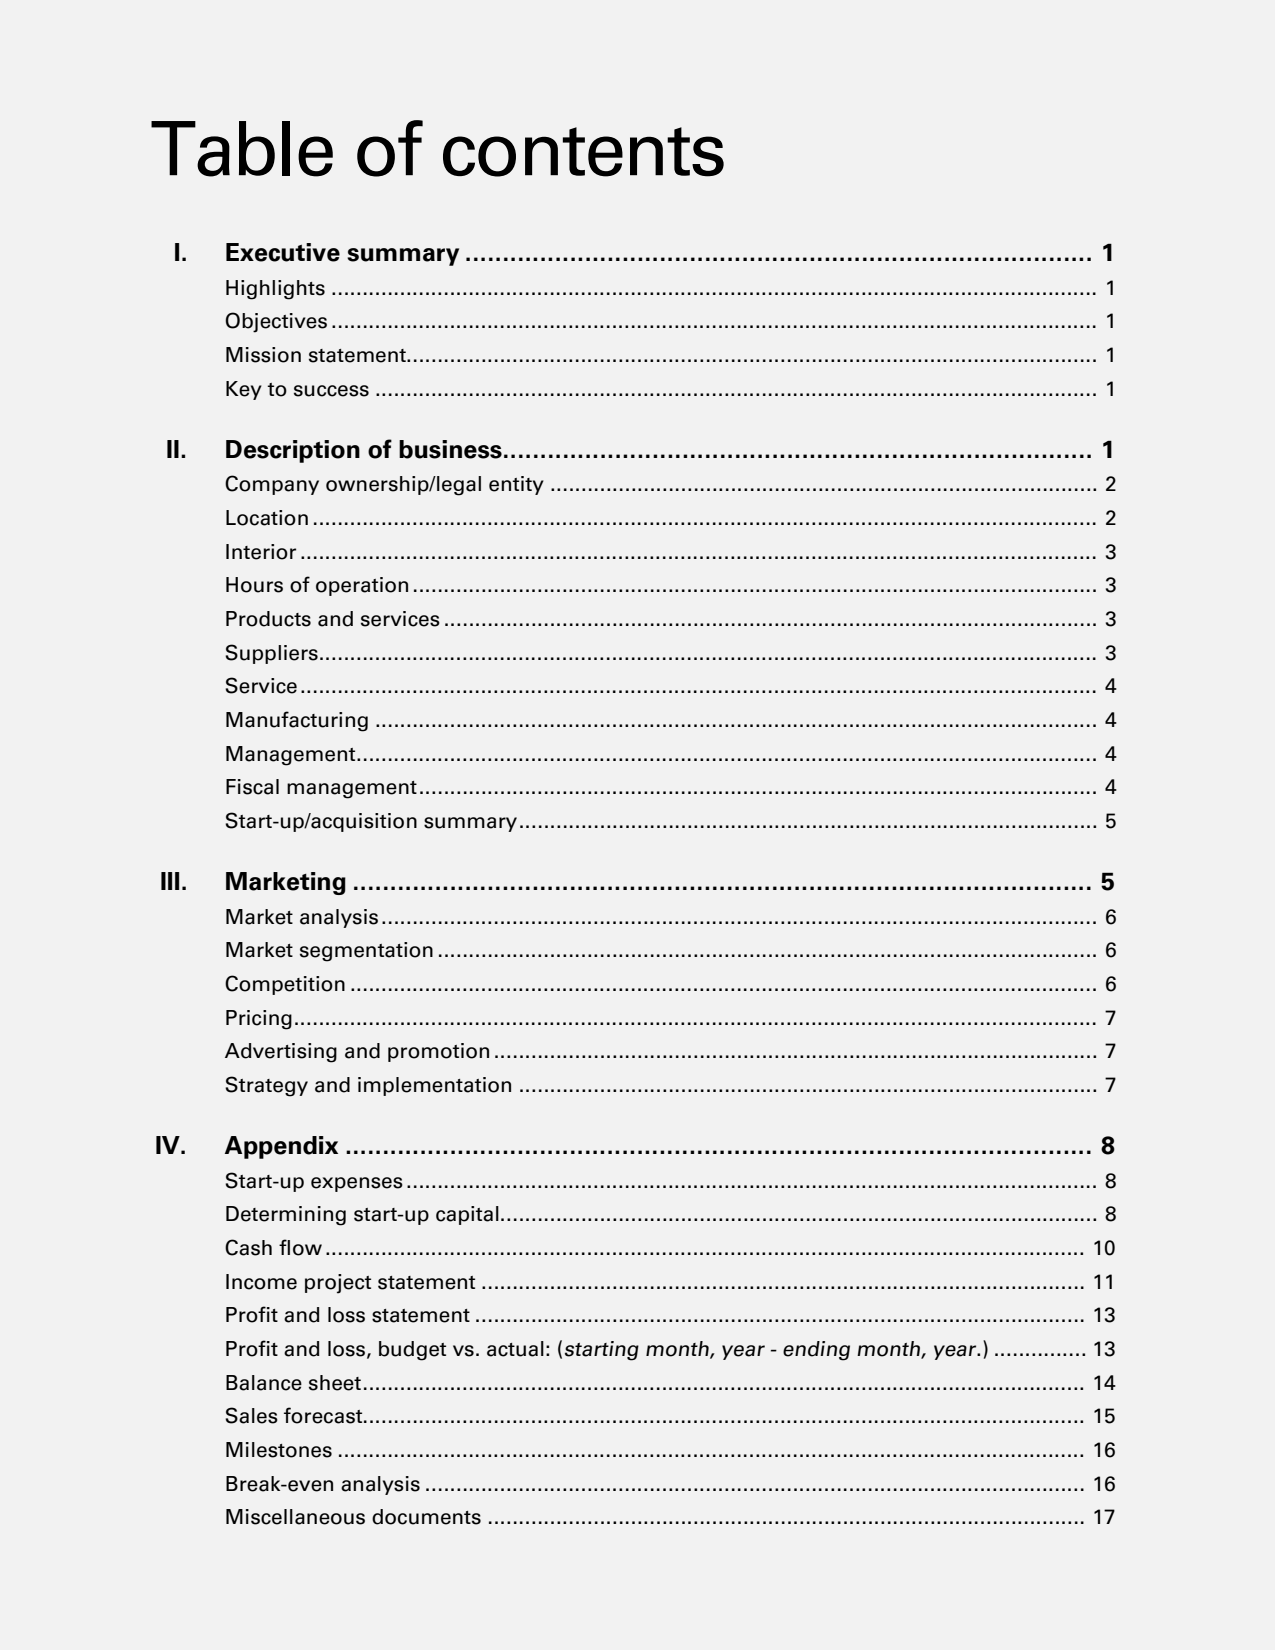 Table of contents
I. Executive summary ........................................................................................ 1
Highlights ........................................................................................ 1
Objectives ........................................................................................ 1
Mission statement ........................................................................................ 1
Key to success ........................................................................................ 1
II. Description of business ........................................................................................ 1
Company ownership/legal entity ........................................................................................ 2
Location ........................................................................................ 2
Interior ........................................................................................ 3
Hours of operation ........................................................................................ 3
Products and services ........................................................................................ 3
Suppliers ........................................................................................ 3
Service ........................................................................................ 4
Manufacturing ........................................................................................ 4
Management ........................................................................................ 4
Fiscal management ........................................................................................ 4
Start-up/acquisition summary ........................................................................................ 5
III. Marketing ........................................................................................ 5
Market analysis ........................................................................................ 6
Market segmentation ........................................................................................ 6
Competition ........................................................................................ 6
Pricing ........................................................................................ 7
Advertising and promotion ........................................................................................ 7
Strategy and implementation ........................................................................................ 7
IV. Appendix ........................................................................................ 8
Start-up expenses ........................................................................................ 8
Determining start-up capital ........................................................................................ 8
Cash flow ........................................................................................ 10
Income project statement ........................................................................................ 11
Profit and loss statement ........................................................................................ 13
Profit and loss, budget vs. actual: (starting month, year - ending month, year.) ............... 13
Balance sheet ........................................................................................ 14
Sales forecast ........................................................................................ 15
Milestones ........................................................................................ 16
Break-even analysis ........................................................................................ 16
Miscellaneous documents ........................................................................................ 17